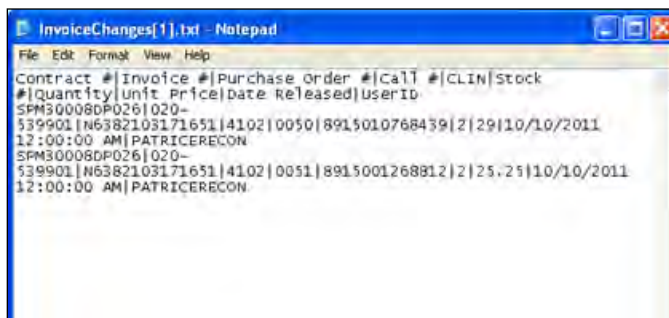 InvoiceChanges[1].txt - Notepad
File Edit Format View Help
Contract #|Invoice #|Purchase Order #|Call #|CLIN|Stock
#|Quantity|Unit Price|Date Released|UserID
SPM30008DP026|020-
539901|N6382103171651|4102|0050|8915010768439|2|29|10/10/2011
12:00:00 AM|PATRICERECON
SPM30008DP026|020-
539901|N6382103171651|4102|0051|8915001268812|2|25.25|10/10/2011
12:00:00 AM|PATRICERECON